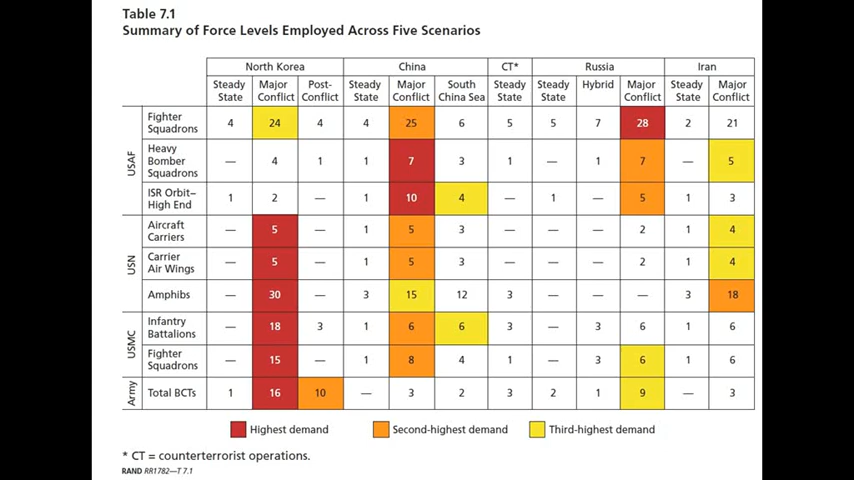 Table 7.1
Summary of Force Levels Employed Across Five Scenarios
North Korea China CT* Russia Iran
Steady State Major Conflict Post-Conflict Steady State Major Conflict South China Sea Steady State Steady State Hybrid Major Conflict Steady State Major Conflict
USAF
Fighter Squadrons 4 24 4 4 25 6 5 5 7 28 2 21
Heavy Bomber Squadrons — 4 1 1 7 3 1 — 1 7 — 5
ISR Orbit–High End 1 2 — 1 10 4 — 1 — 5 1 3
USN
Aircraft Carriers — 5 — 1 5 3 — — — 2 1 4
Carrier Air Wings — 5 — 1 5 3 — — — 2 1 4
Amphibs — 30 — 3 15 12 3 — — — 3 18
USMC
Infantry Battalions — 18 3 1 6 6 3 — 3 6 1 6
Fighter Squadrons — 15 — 1 8 4 1 — 3 6 1 6
Army
Total BCTs 1 16 10 — 3 2 3 2 1 9 — 3
Highest demand Second-highest demand Third-highest demand
* CT = counterterrorist operations.
RAND RR1782—T 7.1